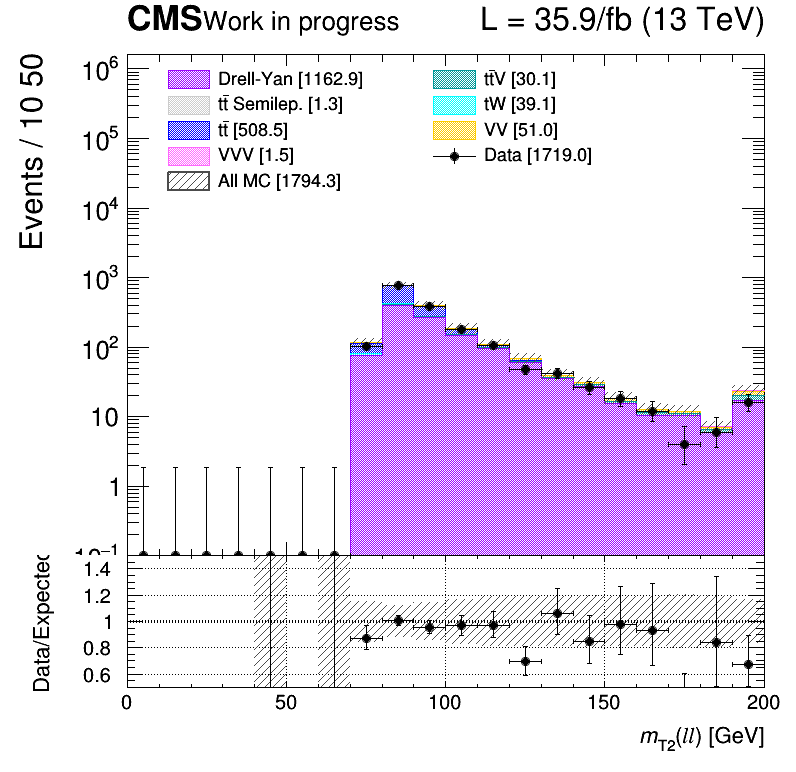 CMS Work in progress L = 35.9/fb (13 TeV)
Events / 10 50
10⁶
10⁵
10⁴
10³
10²
10
1
10⁻¹
Drell-Yan [1162.9]
tt̄ Semilep. [1.3]
tt̄ [508.5]
VVV [1.5]
All MC [1794.3]
tt̄V [30.1]
tW [39.1]
VV [51.0]
Data [1719.0]
Data/Expected
1.4
1.2
1
0.8
0.6
0 50 100 150 200
m_T2(ll) [GeV]